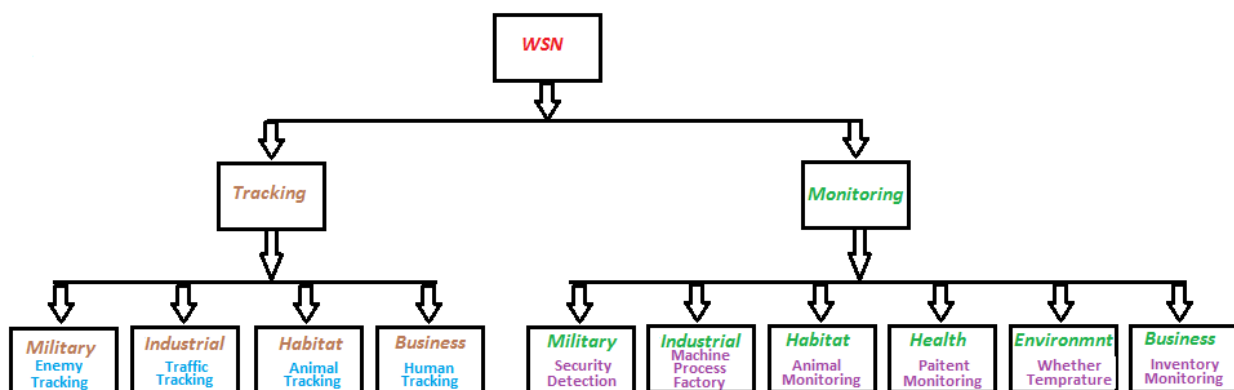 WSN
Tracking
Monitoring
Military
Enemy
Tracking
Industrial
Traffic
Tracking
Habitat
Animal
Tracking
Business
Human
Tracking
Military
Security
Detection
Industrial
Machine
Process
Factory
Habitat
Animal
Monitoring
Health
Paitent
Monitoring
Environmnt
Whether
Temprature
Business
Inventory
Monitoring